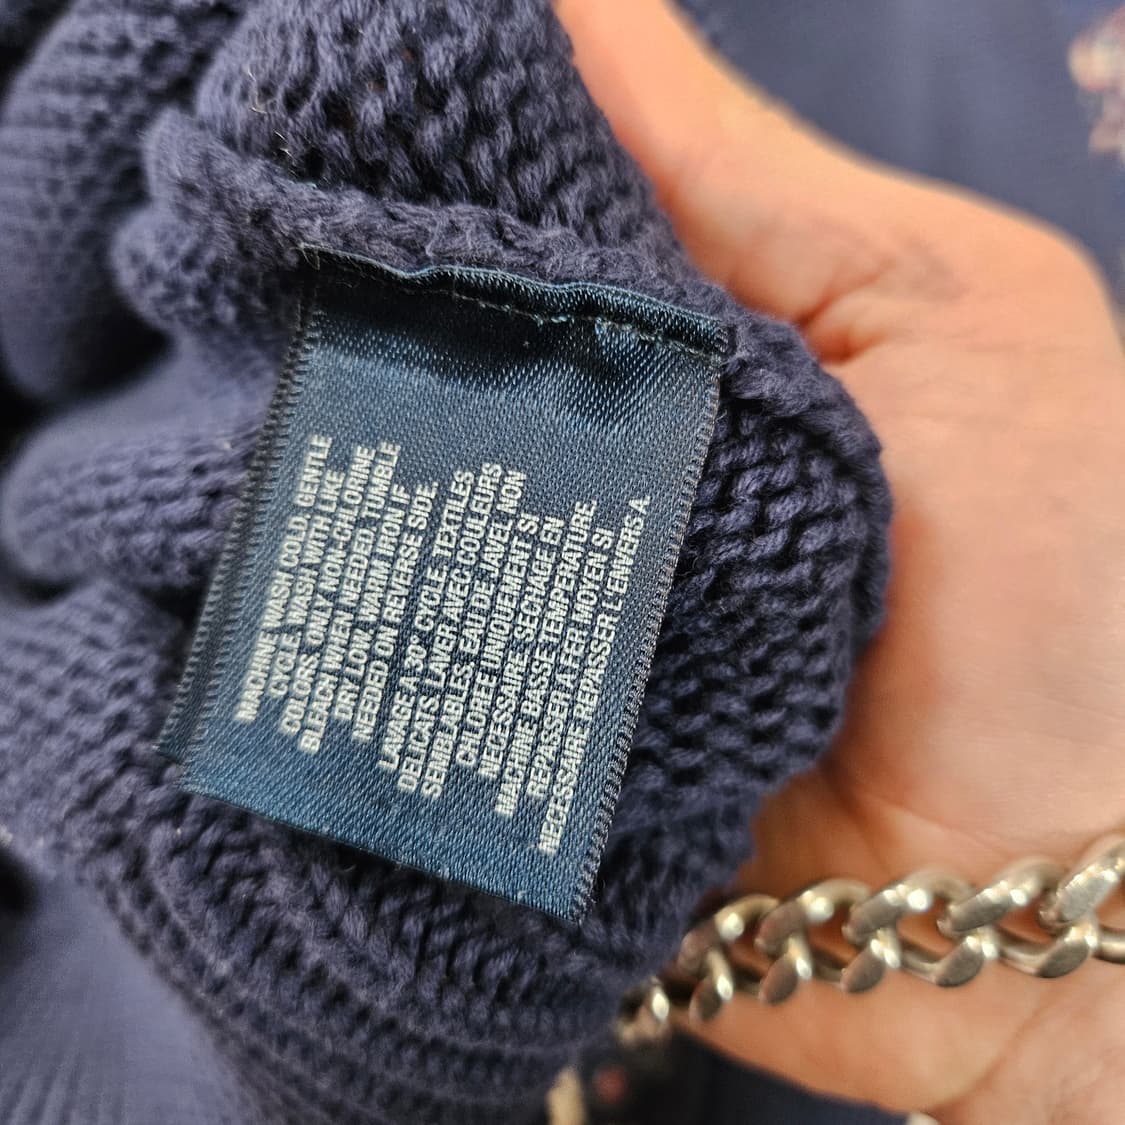 MACHINE WASH COLD, GENTLE
CYCLE. WASH WITH LIKE
COLORS. ONLY NON-CHLORINE
BLEACH WHEN NEEDED. TUMBLE
DRY LOW. WARM IRON IF
NEEDED ON REVERSE SIDE.
LAVAGE A 30° CYCLE TEXTILES
DELICATS. LAVER AVEC COULEURS
SEMBLABLES. EAU DE JAVEL NON
CHLOREE UNIQUEMENT SI
NECESSAIRE. SECHAGE EN
MACHINE BASSE TEMPERATURE.
REPASSER A FER MOYEN SI
NECESSAIRE REPASSER L'ENVERS A